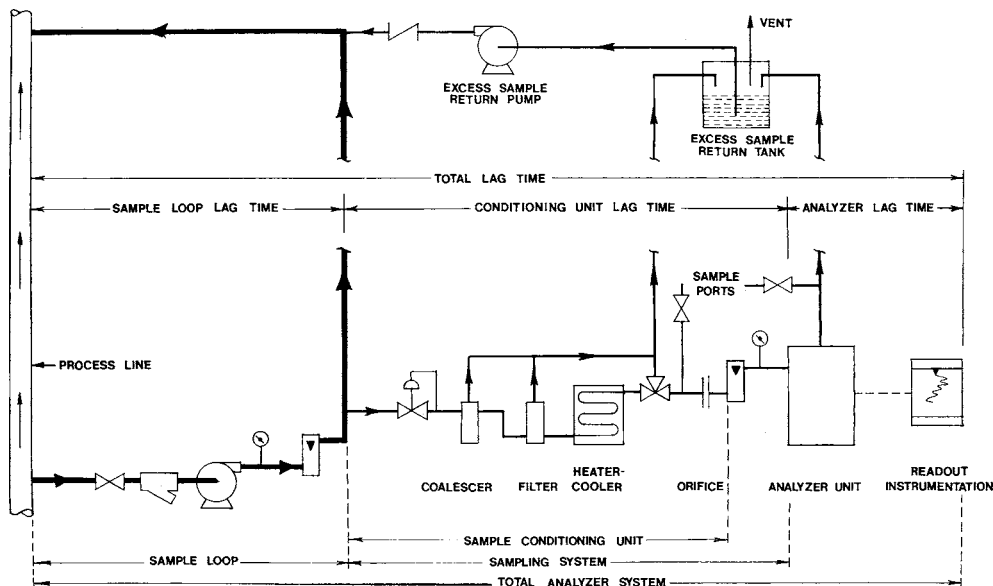 VENT
EXCESS SAMPLE
RETURN PUMP
EXCESS SAMPLE
RETURN TANK
TOTAL LAG TIME
SAMPLE LOOP LAG TIME
CONDITIONING UNIT LAG TIME
ANALYZER LAG TIME
SAMPLE
PORTS
PROCESS LINE
COALESCER
FILTER
HEATER-
COOLER
ORIFICE
ANALYZER UNIT
READOUT
INSTRUMENTATION
SAMPLE CONDITIONING UNIT
SAMPLE LOOP
SAMPLING SYSTEM
TOTAL ANALYZER SYSTEM